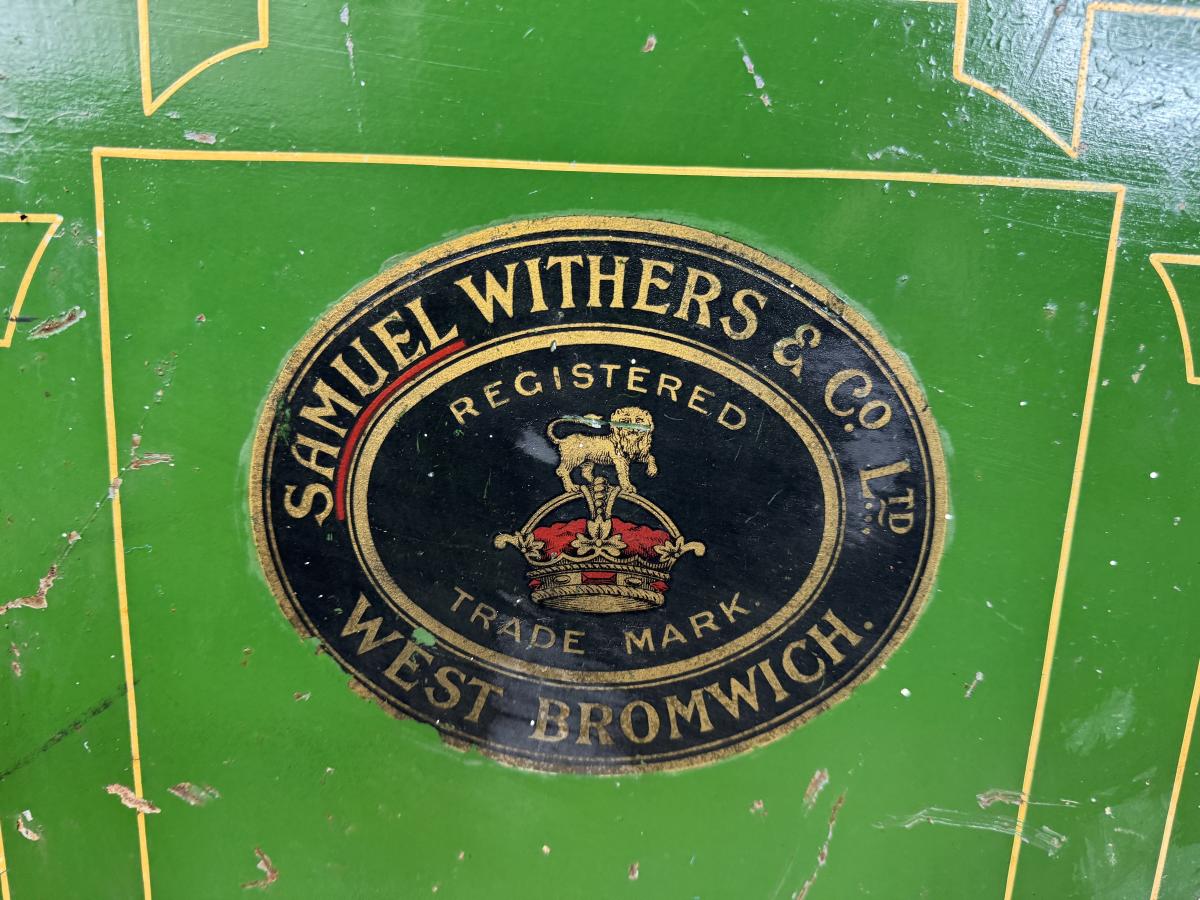 SAMUEL WITHERS & Co. LTD
REGISTERED
TRADE MARK.
WEST BROMWICH.